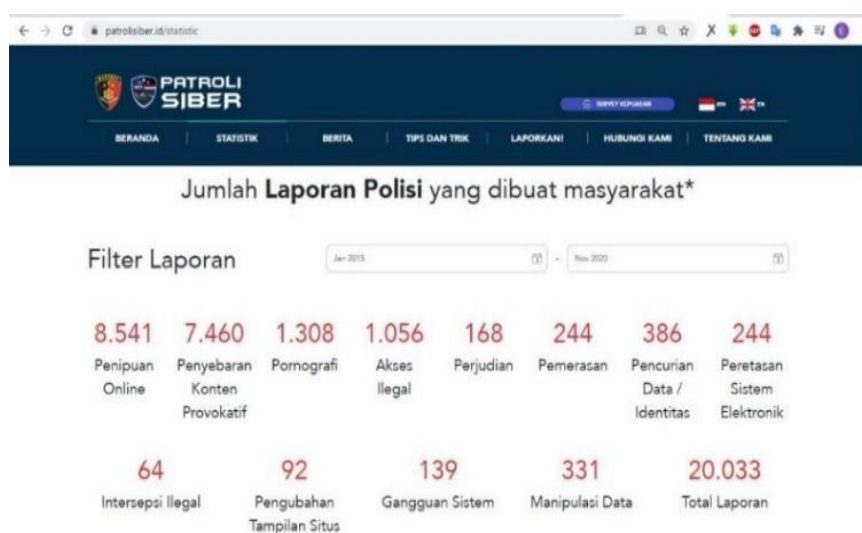 patrolisiber.id/statistic
PATROLI
SIBER
SURVEY KEPUASAN
EN
BERANDA STATISTIK BERITA TIPS DAN TRIK LAPORKAN! HUBUNGI KAMI TENTANG KAMI
Jumlah Laporan Polisi yang dibuat masyarakat*
Filter Laporan Jan 2015 - Nov 2020
8.541 7.460 1.308 1.056 168 244 386 244
Penipuan Penyebaran Pornografi Akses Perjudian Pemerasan Pencurian Peretasan
Online Konten Ilegal Data / Sistem
Provokatif Identitas Elektronik
64 92 139 331 20.033
Intersepsi Ilegal Pengubahan Gangguan Sistem Manipulasi Data Total Laporan
Tampilan Situs